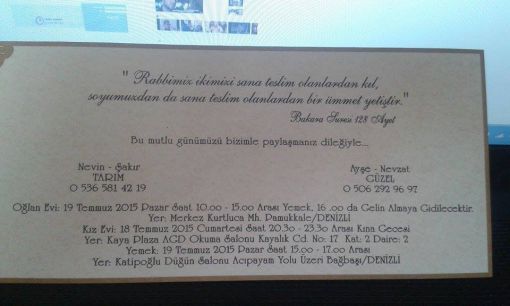 " Rabbimiz ikimizi sana teslim olanlardan kıl,
soyumuzdan da sana teslim olanlardan bir ümmet yetiştir."
Bakara Suresi 128 Ayet
Bu mutlu günümüzü bizimle paylaşmanız dileğiyle...
Nevin - Şakir
TARIM
0 536 581 42 19
Ayşe - Nevzat
GÜZEL
0 506 292 96 97
Oğlan Evi: 19 Temmuz 2015 Pazar Saat 10.00 - 15.00 Arası Yemek, 16 .00 da Gelin Almaya Gidilecektir.
Yer: Merkez Kurtluca Mh. Pamukkale/DENİZLİ
Kız Evi: 18 Temmuz 2015 Cumartesi Saat 20.30 - 23.30 Arası Kına Gecesi
Yer: Kaya Plaza AGD Okuma Salonu Kayalık Cd. No: 17 Kat: 2 Daire: 2
Yemek: 19 Temmuz 2015 Pazar Saat 15.00 - 17.00 Arası
Yer: Katipoğlu Düğün Salonu Acıpayam Yolu Üzeri Bağbaşı/DENİZLİ